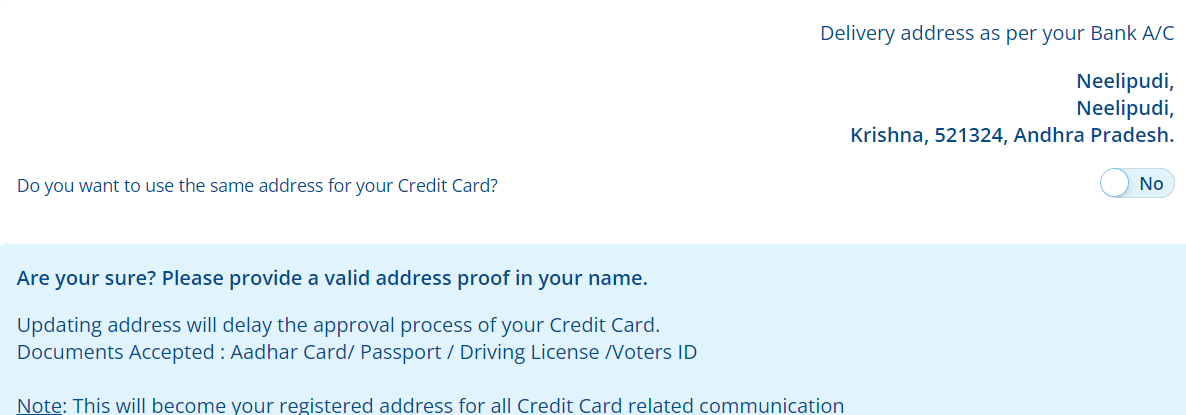 Delivery address as per your Bank A/C
Neelipudi,
Neelipudi,
Krishna, 521324, Andhra Pradesh.
Do you want to use the same address for your Credit Card?
No
Are your sure? Please provide a valid address proof in your name.
Updating address will delay the approval process of your Credit Card.
Documents Accepted : Aadhar Card/ Passport / Driving License /Voters ID
Note: This will become your registered address for all Credit Card related communication